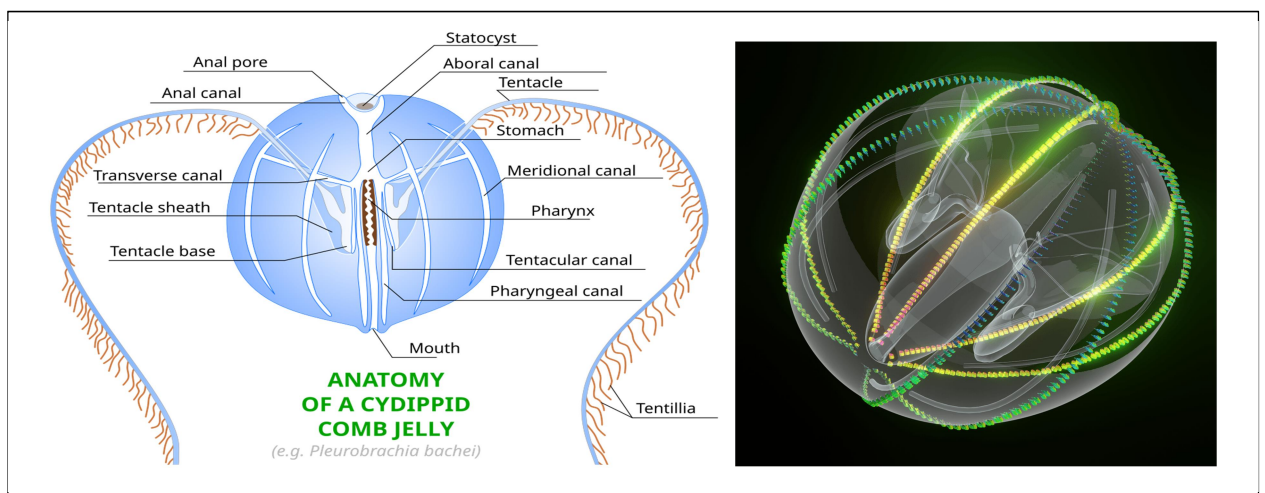 Statocyst
Anal pore
Aboral canal
Anal canal
Tentacle
Stomach
Transverse canal
Meridional canal
Tentacle sheath
Pharynx
Tentacle base
Tentacular canal
Pharyngeal canal
Mouth
ANATOMY
OF A CYDIPPID
COMB JELLY
(e.g. Pleurobrachia bachei)
Tentillia